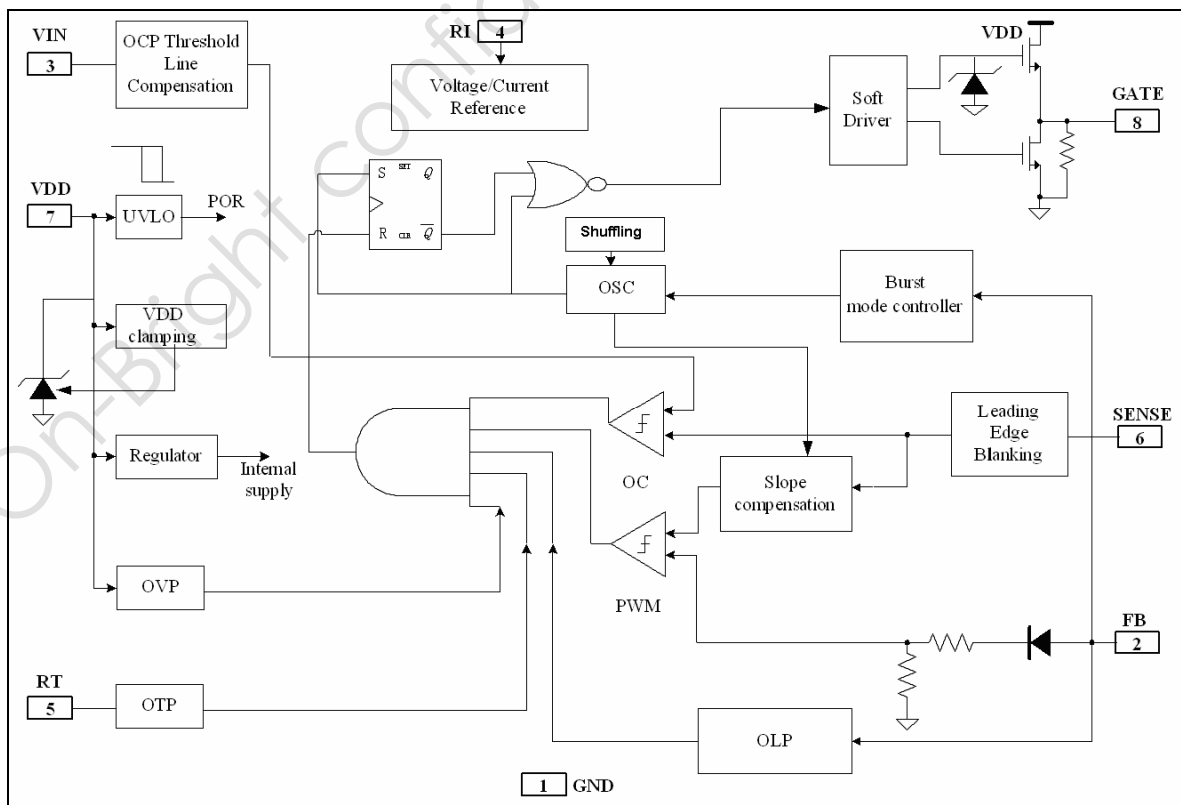 On-Bright confid
VIN
3
OCP Threshold
Line
Compensation
RI
4
Voltage/Current
Reference
Soft
Driver
VDD
GATE
8
VDD
7
UVLO
POR
S
SET
Q
R
CLR
Q
Shuffling
OSC
Burst
mode controller
VDD
clamping
Regulator
Internal
supply
OC
Slope
compensation
Leading
Edge
Blanking
SENSE
6
OVP
PWM
FB
2
RT
5
OTP
OLP
1
GND